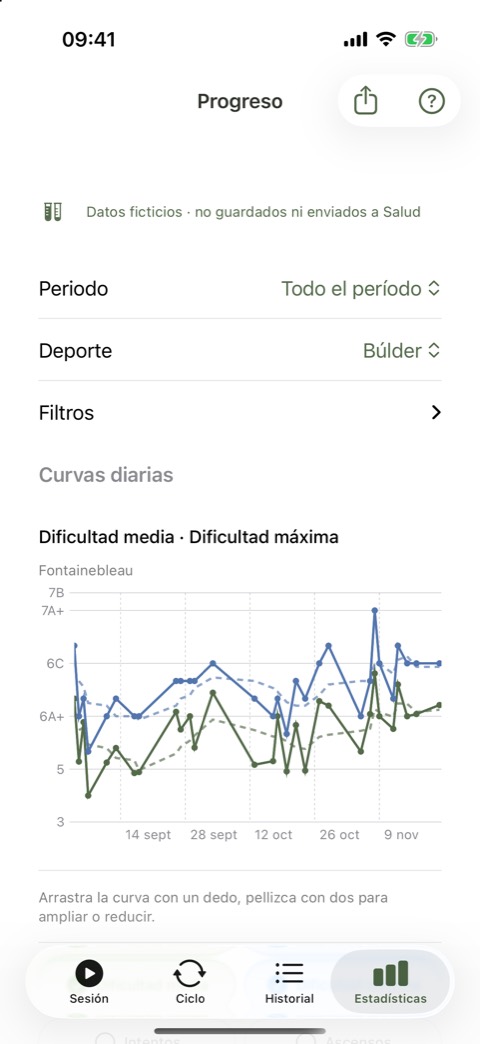 09:41
Progreso
Datos ficticios · no guardados ni enviados a Salud
Periodo
Todo el período
Deporte
Búlder
Filtros
Curvas diarias
Dificultad media · Dificultad máxima
Fontainebleau
7B
7A+
6C
6A+
5
3
14 sept
28 sept
12 oct
26 oct
9 nov
Arrastra la curva con un dedo, pellizca con dos para
ampliar o reducir.
Sesión
Ciclo
Historial
Estadísticas
Intentos
Ascensos